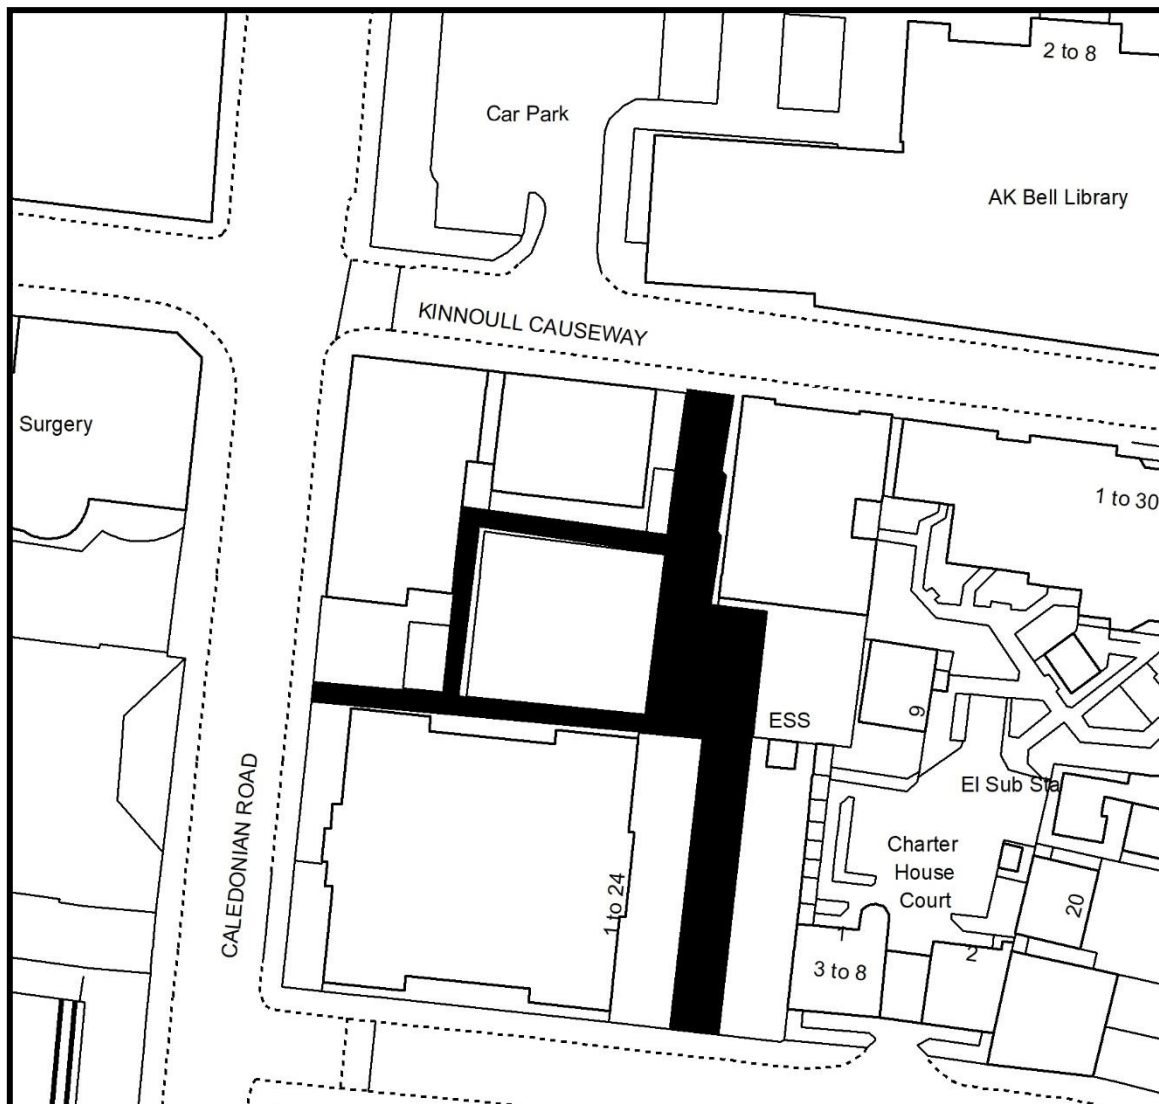 2 to 8
Car Park
AK Bell Library
KINNOULL CAUSEWAY
Surgery
1 to 30
9
ESS
El Sub Sta
CALEDONIAN ROAD
Charter
House
Court
1 to 24
20
1
2
3 to 8